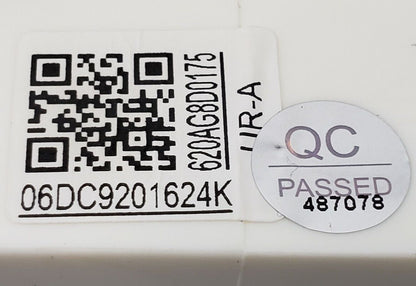 06DC9201624K
620AG8D0175
UR-A
QC
PASSED
487078